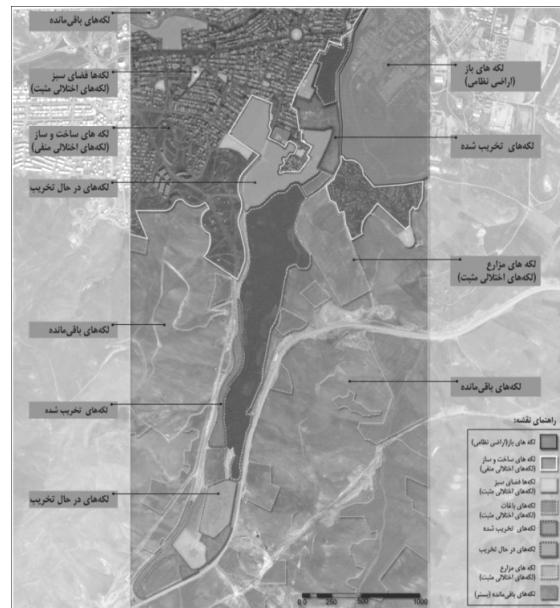 لکه‌های باقی‌مانده
لکه‌ها فضای سبز
(لکه‌های اختلالی مثبت)
لکه های باز
(اراضی نظامی)
لکه های ساخت و ساز
(لکه‌های اختلالی منفی)
لکه‌های تخریب شده
لکه‌های در حال تخریب
لکه های مزارع
(لکه‌های اختلالی مثبت)
لکه‌های باقی‌مانده
لکه‌های باقی‌مانده
لکه‌های تخریب شده
لکه‌های در حال تخریب
راهنمای نقشه:
لکه های باز(اراضی نظامی)
لکه های ساخت و ساز
(لکه‌های اختلالی منفی)
لکه‌ها فضای سبز
(لکه‌های اختلالی مثبت)
لکه‌های باغات
(لکه‌های اختلالی مثبت)
لکه‌های تخریب شده
لکه‌های در حال تخریب
لکه های مزارع
(لکه‌های اختلالی مثبت)
لکه‌های باقی‌مانده (بستر)
0
500
1000